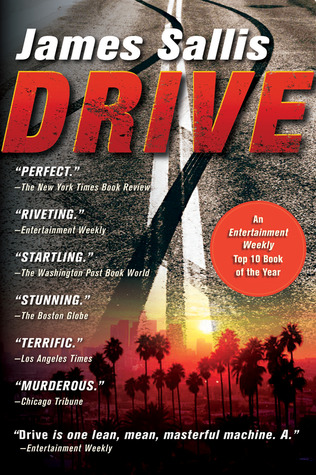 James Sallis
DRIVE
“PERFECT.”
—The New York Times Book Review
“RIVETING.”
—Entertainment Weekly
“STARTLING.”
—The Washington Post Book World
“STUNNING.”
—The Boston Globe
“TERRIFIC.”
—Los Angeles Times
“MURDEROUS.”
—Chicago Tribune
An
Entertainment
Weekly
Top 10 Book
of the Year
“Drive is one lean, mean, masterful machine. A.”
—Entertainment Weekly